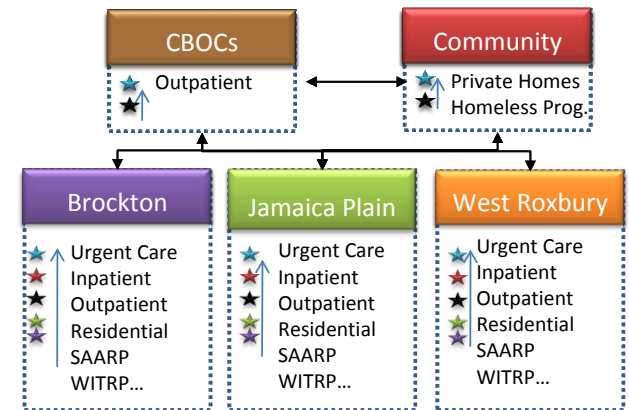 CBOCs
Outpatient
Community
Private Homes
Homeless Prog.
Brockton
Urgent Care
Inpatient
Outpatient
Residential
SAARP
WITRP...
Jamaica Plain
Urgent Care
Inpatient
Outpatient
Residential
SAARP
WITRP...
West Roxbury
Urgent Care
Inpatient
Outpatient
Residential
SAARP
WITRP...